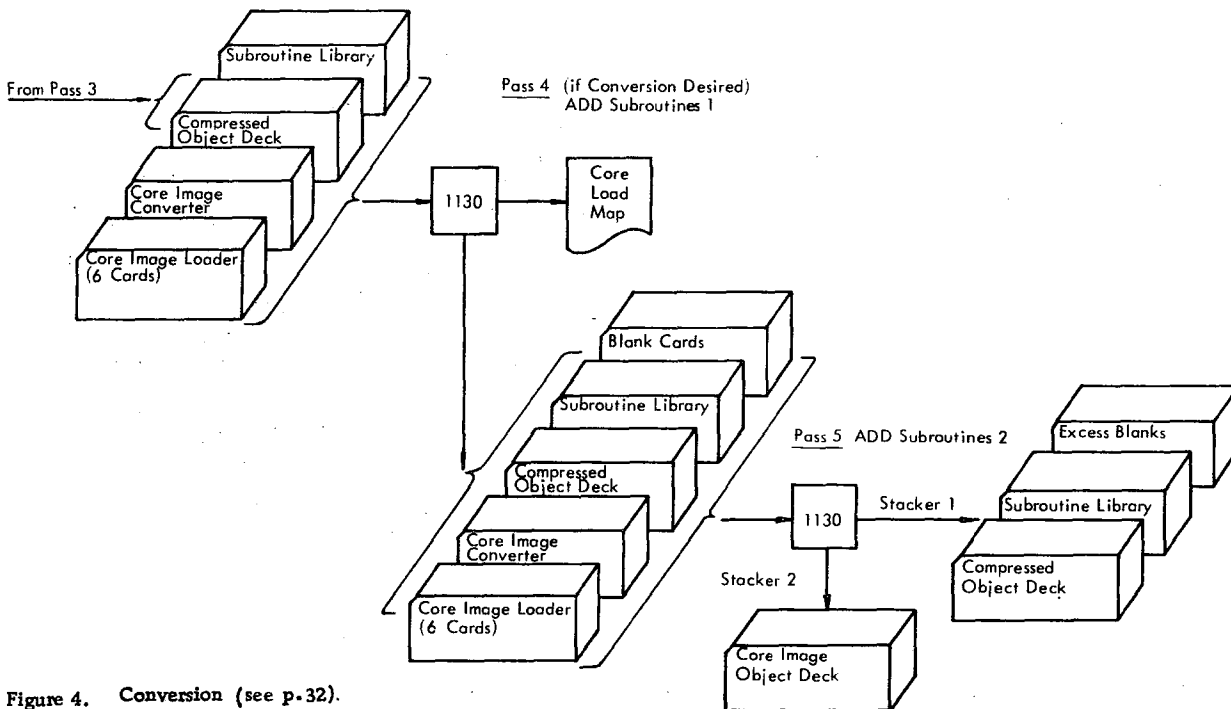 Subroutine Library
From Pass 3
Compressed
Object Deck
Core Image
Converter
Core Image Loader
(6 Cards)
Pass 4 (if Conversion Desired)
ADD Subroutines 1
1130
Core
Load
Map
Blank Cards
Subroutine Library
Compressed
Object Deck
Core Image
Converter
Core Image Loader
(6 Cards)
Pass 5 ADD Subroutines 2
1130
Stacker 1
Stacker 2
Excess Blanks
Subroutine Library
Compressed
Object Deck
Core Image
Object Deck
Figure 4. Conversion (see p.32).